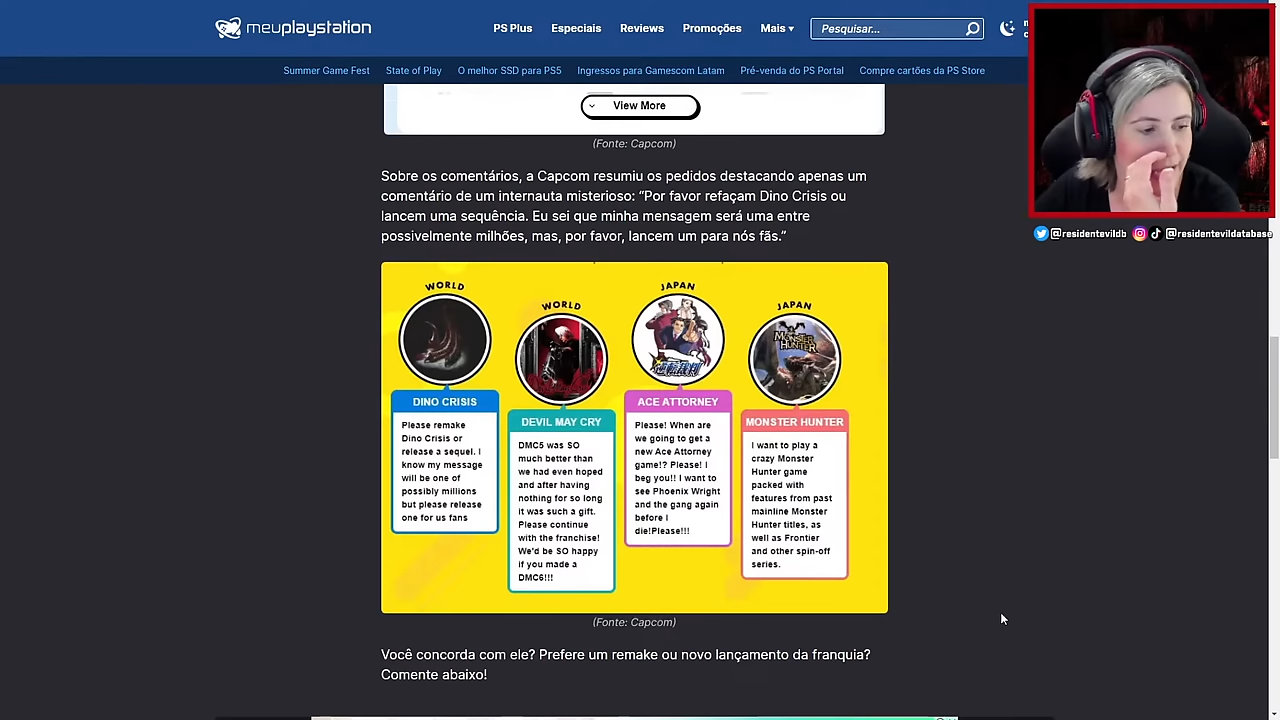 meuplaystation
PS Plus
Especiais
Reviews
Promoções
Mais
Pesquisar...
Summer Game Fest
State of Play
O melhor SSD para PS5
Ingressos para Gamescom Latam
Pré-venda do PS Portal
Compre cartões da PS Store
@residentevildb
@residentevildatabase
View More
(Fonte: Capcom)
Sobre os comentários, a Capcom resumiu os pedidos destacando apenas um
comentário de um internauta misterioso: “Por favor refaçam Dino Crisis ou
lancem uma sequência. Eu sei que minha mensagem será uma entre
possivelmente milhões, mas, por favor, lancem um para nós fãs.”
WORLD
DINO CRISIS
Please remake
Dino Crisis or
release a sequel. I
know my message
will be one of
possibly millions
but please release
one for us fans
WORLD
DEVIL MAY CRY
DMC5 was SO
much better than
we had even hoped
and after having
nothing for so long
it was such a gift.
Please continue
with the franchise!
We'd be SO happy
if you made a
DMC6!!!
JAPAN
逆転裁判
ACE ATTORNEY
Please! When are
we going to get a
new Ace Attorney
game!? Please! I
beg you!! I want to
see Phoenix Wright
and the gang again
before I
die!Please!!!
JAPAN
MONSTER HUNTER
MONSTER HUNTER
I want to play a
crazy Monster
Hunter game
packed with
features from past
mainline Monster
Hunter titles, as
well as Frontier
and other spin-off
series.
(Fonte: Capcom)
Você concorda com ele? Prefere um remake ou novo lançamento da franquia?
Comente abaixo!